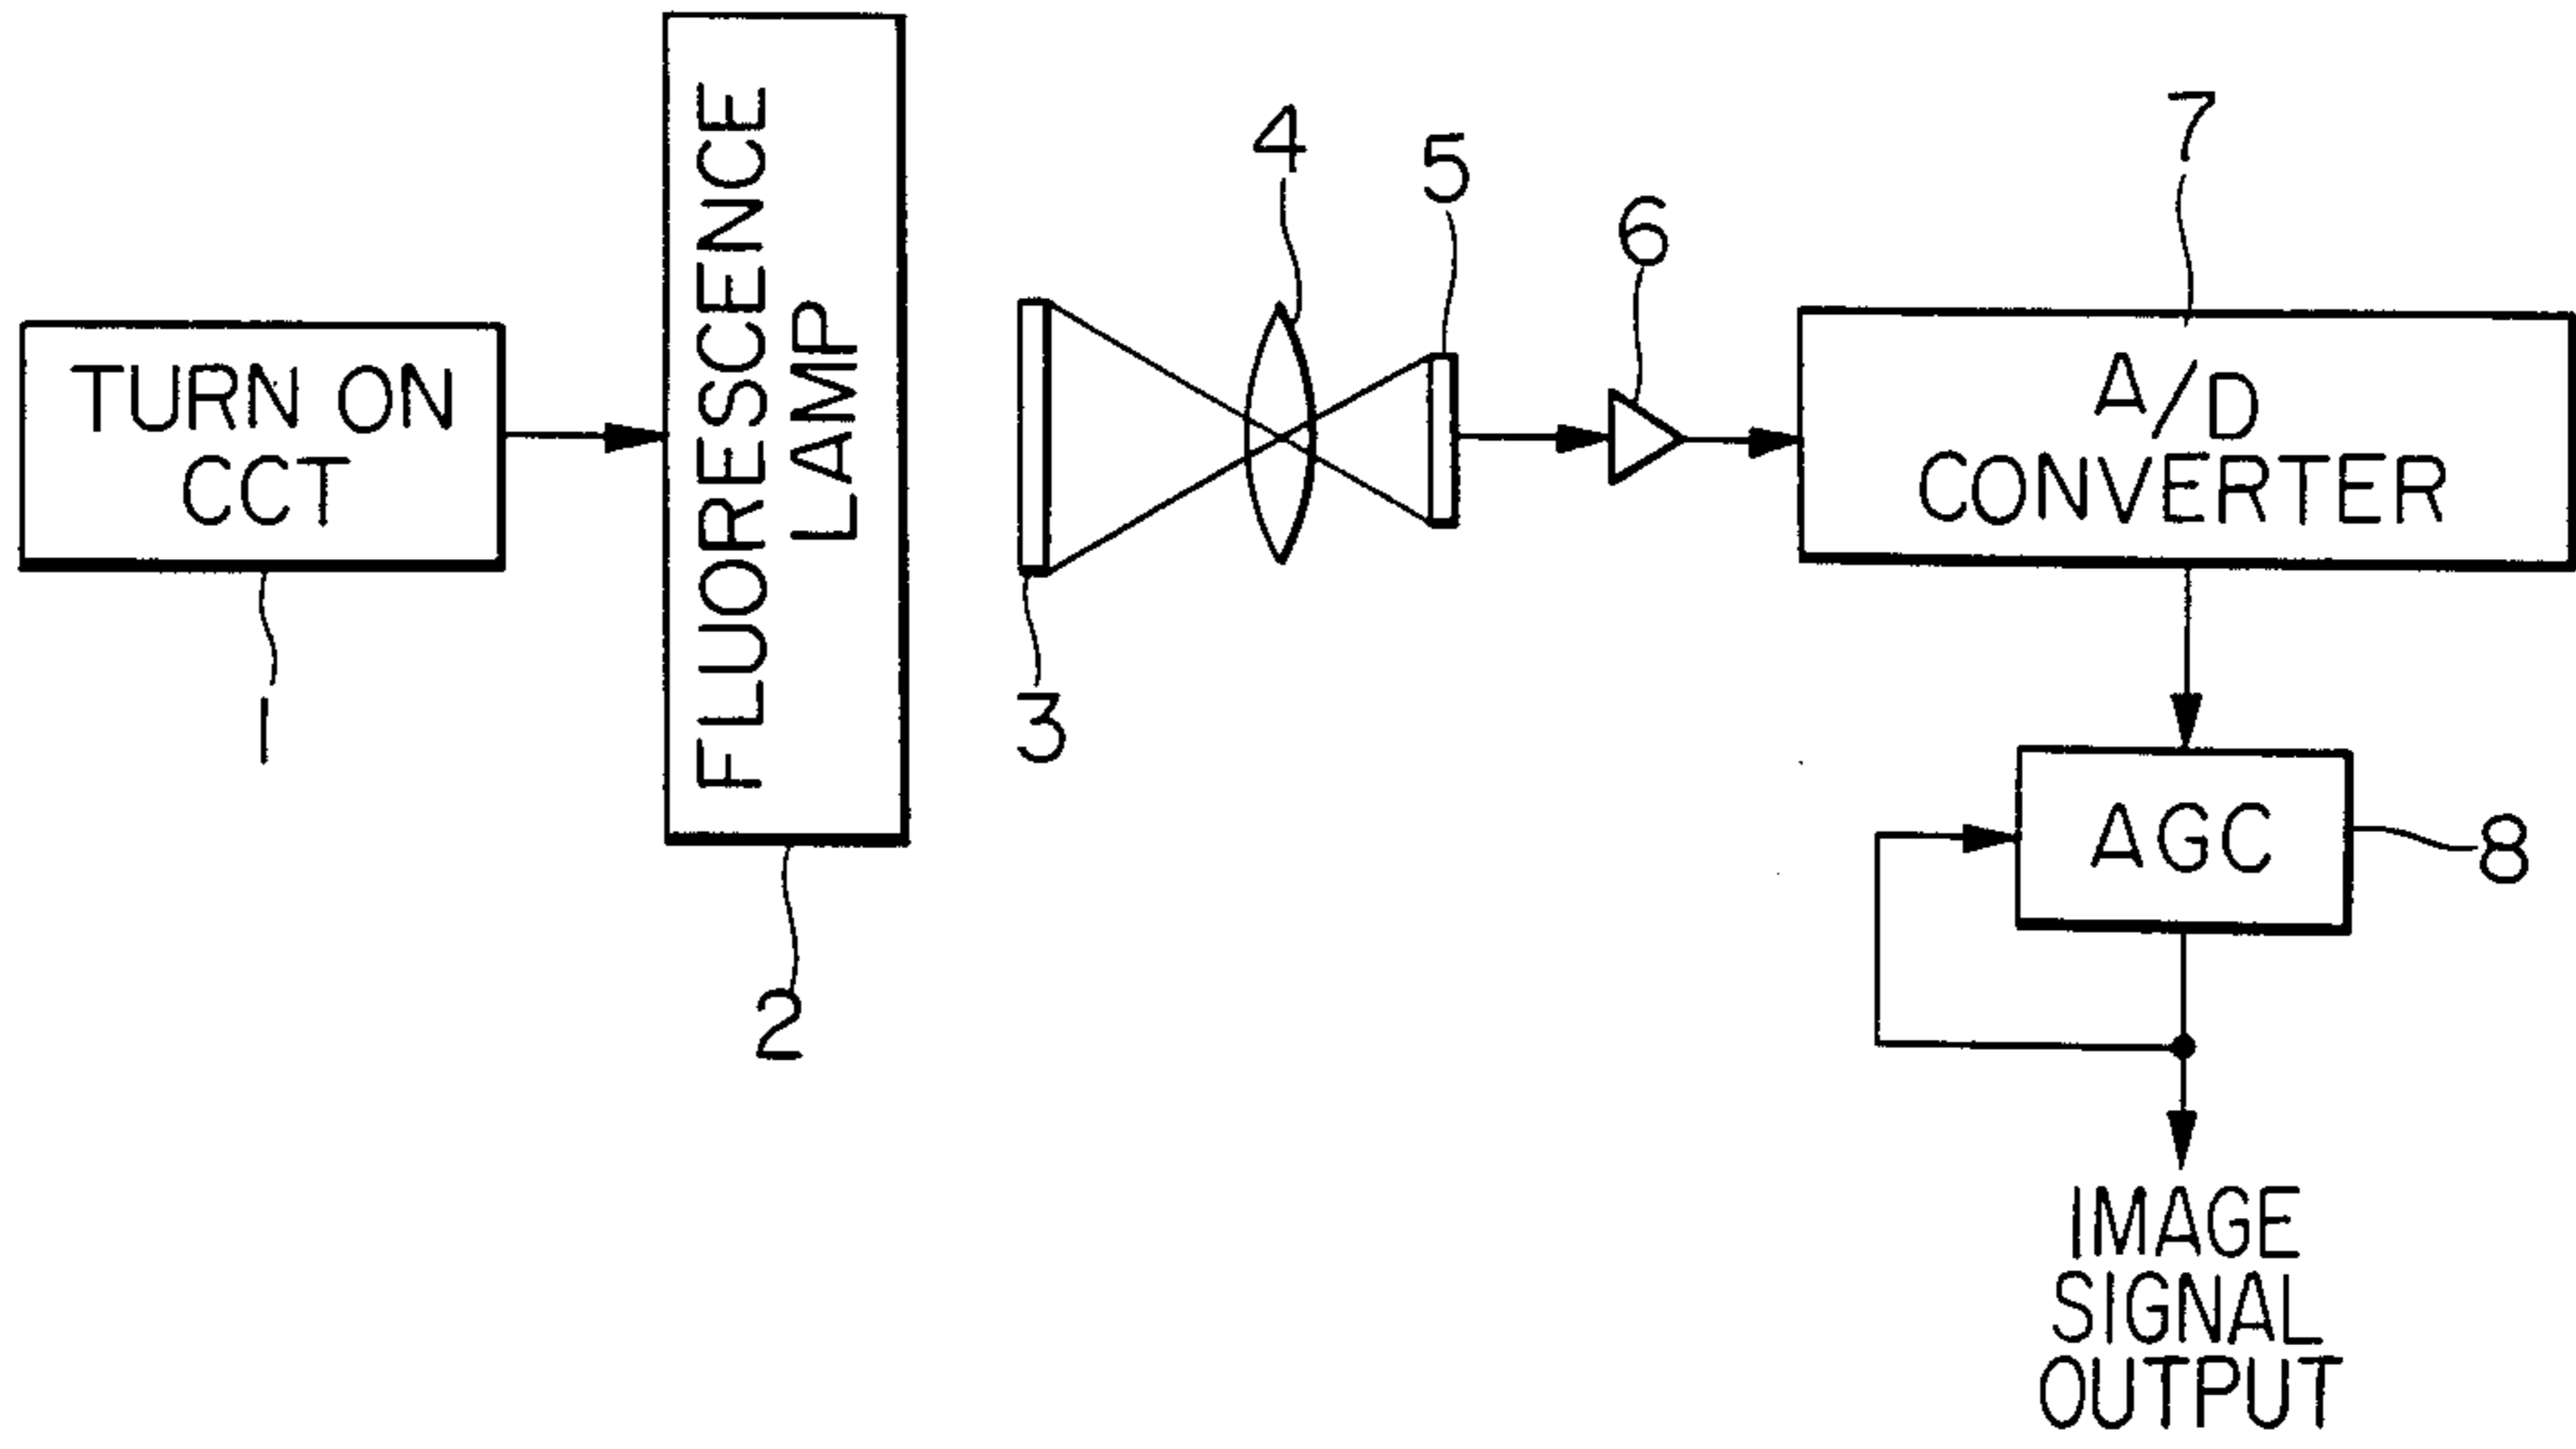 TURN ON
CCT
1
FLUORESCENCE
LAMP
2
3
4
5
6
7
A/D
CONVERTER
AGC
8
IMAGE
SIGNAL
OUTPUT